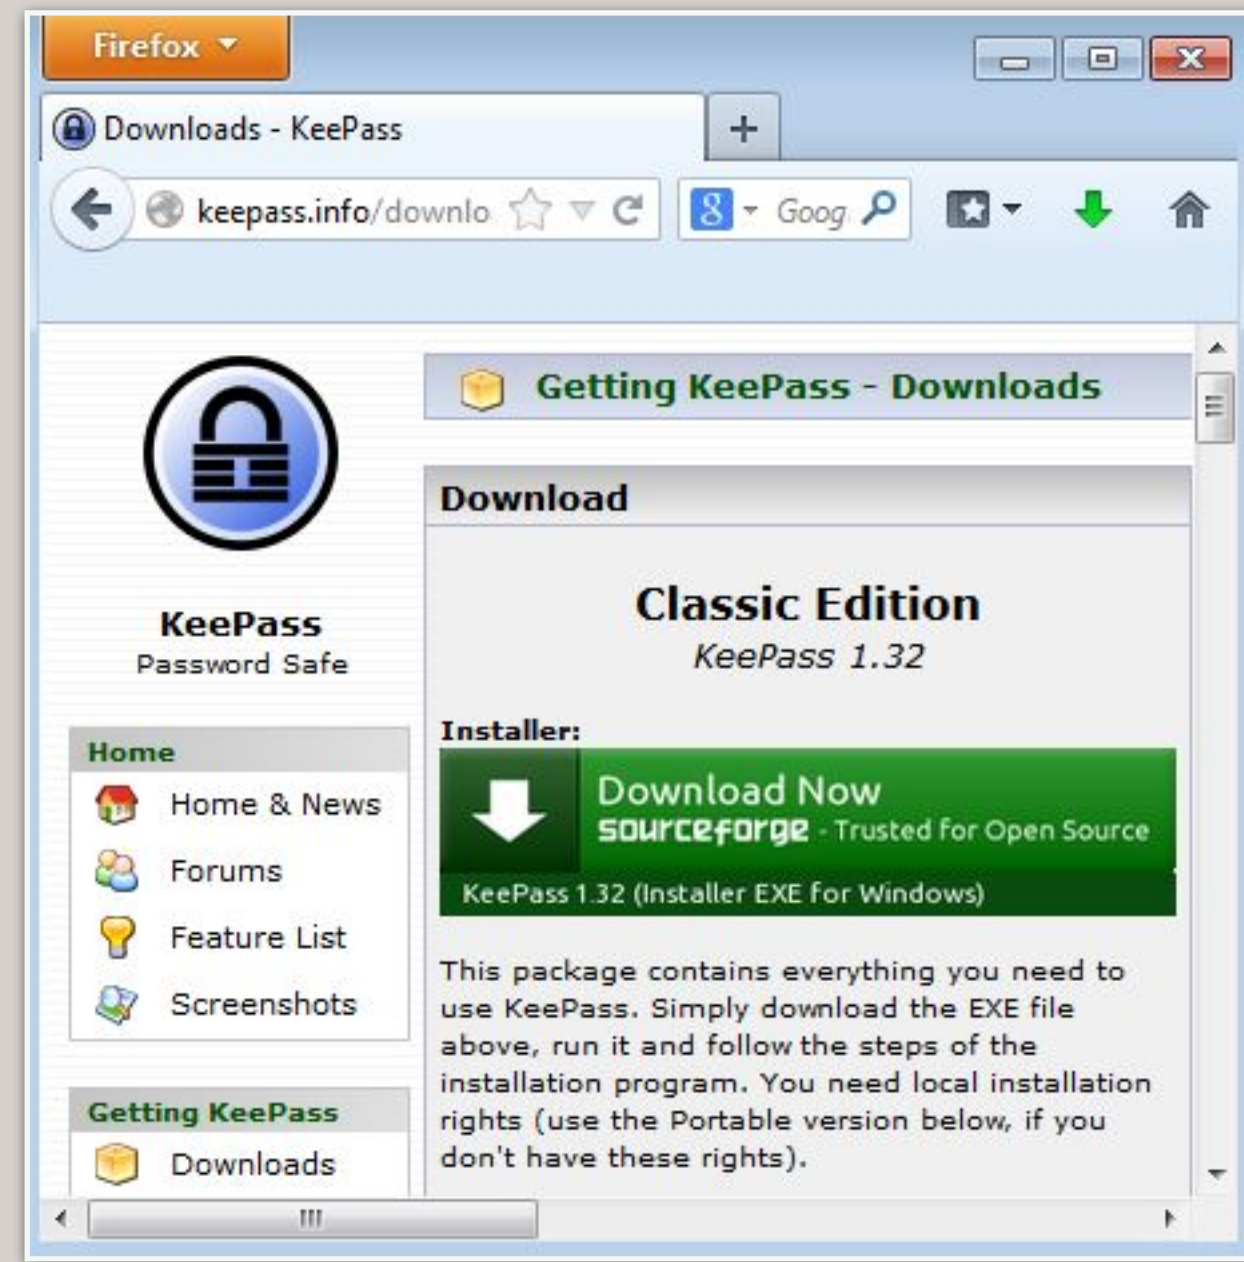 Firefox
Downloads - KeePass
keepass.info/downlo
8
Goog
KeePass
Password Safe
Home
Home & News
Forums
Feature List
Screenshots
Getting KeePass
Downloads
Getting KeePass - Downloads
Download
Classic Edition
KeePass 1.32
Installer:
Download Now
sourceforge - Trusted for Open Source
KeePass 1.32 (Installer EXE for Windows)
This package contains everything you need to
use KeePass. Simply download the EXE file
above, run it and follow the steps of the
installation program. You need local installation
rights (use the Portable version below, if you
don't have these rights).